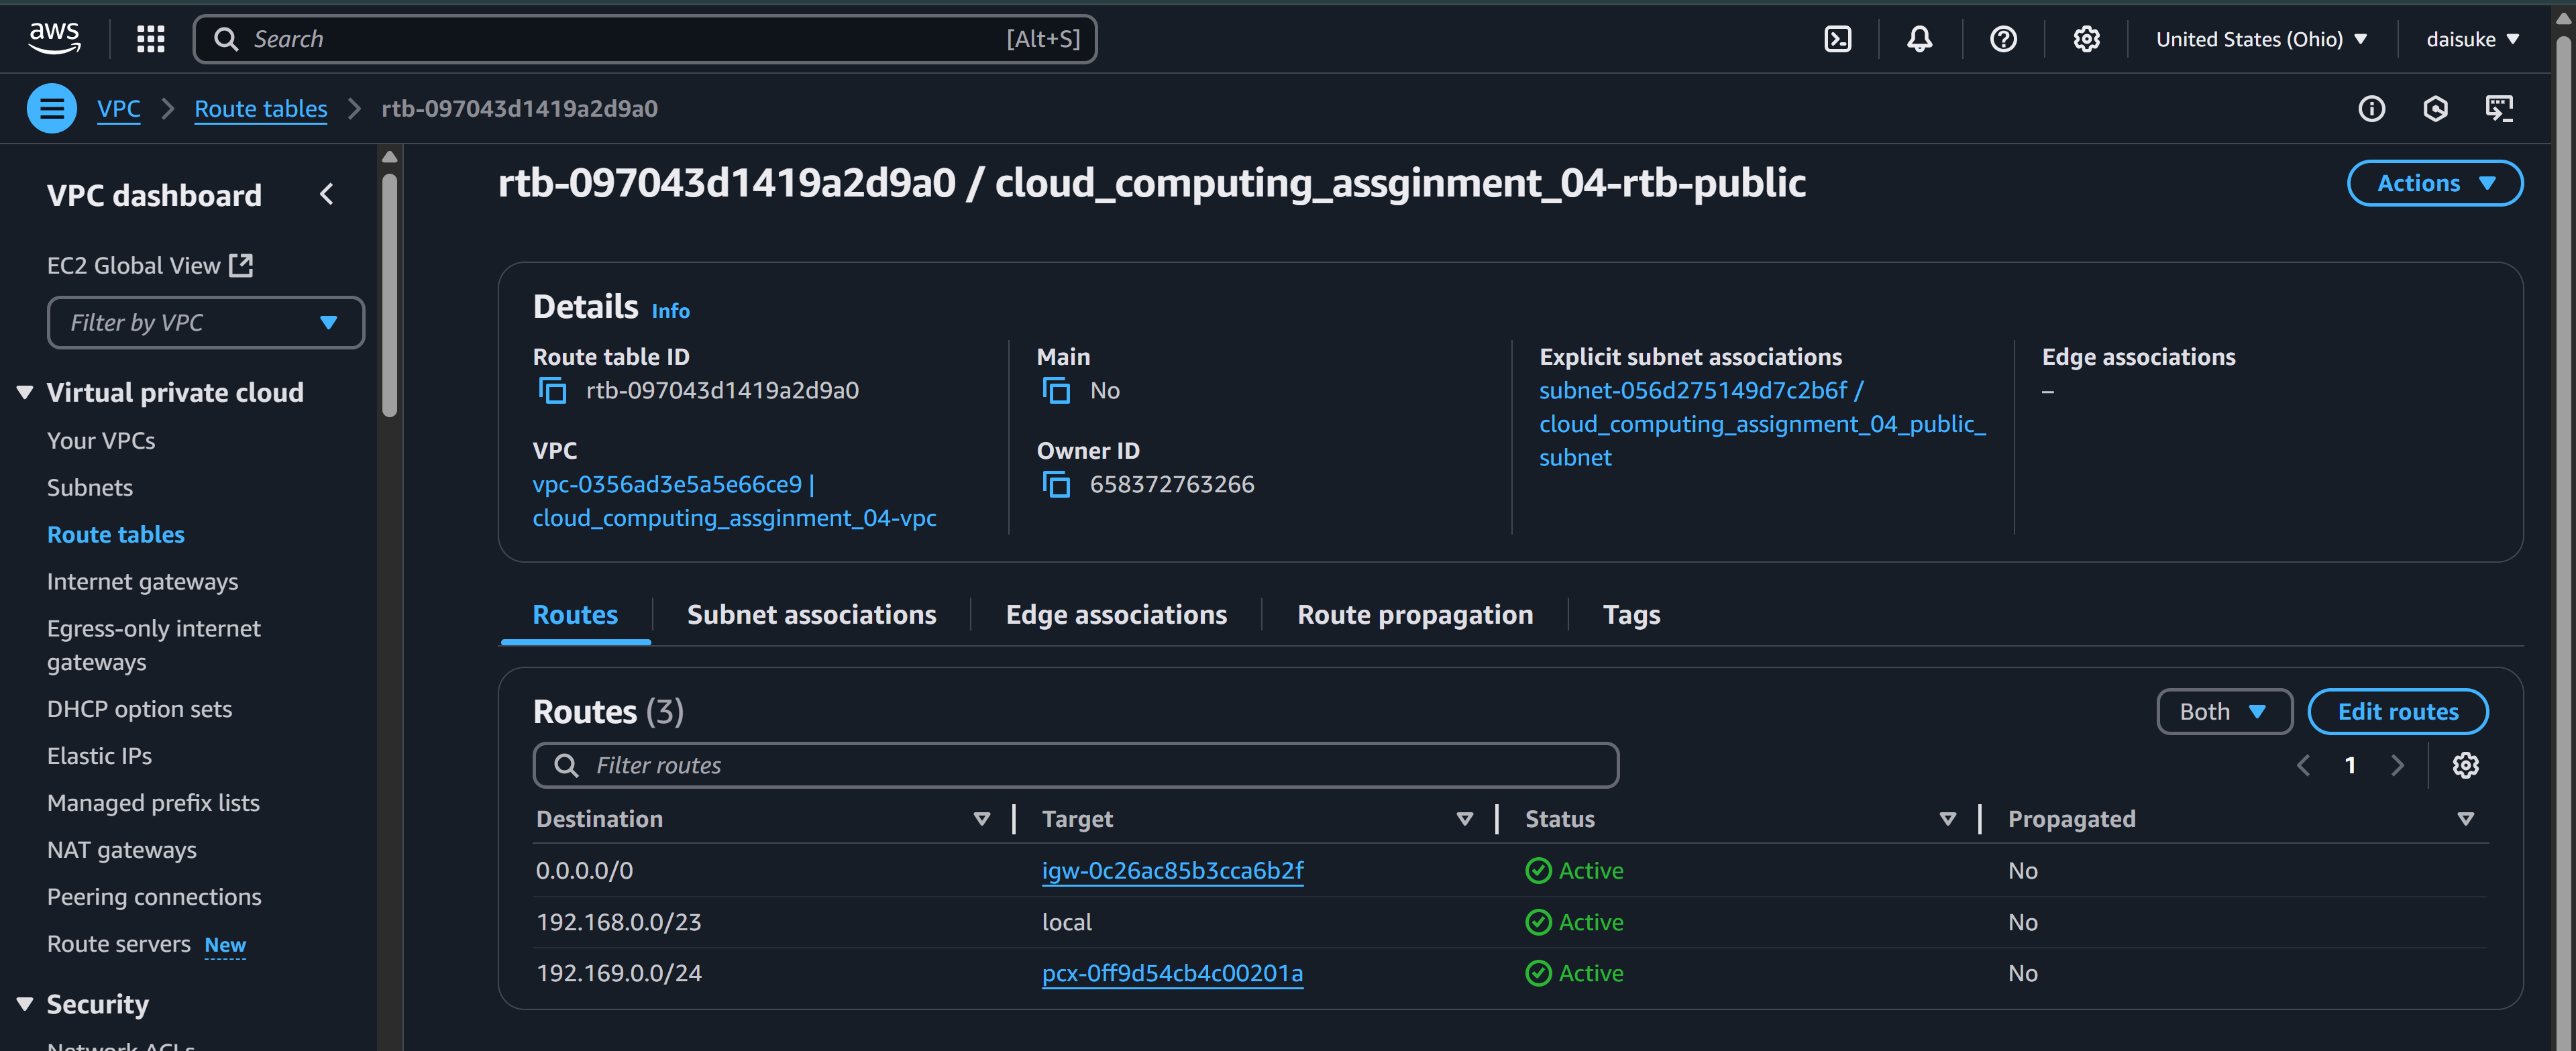 aws
Search [Alt+S]
United States (Ohio)
daisuke
VPC
Route tables
rtb-097043d1419a2d9a0
VPC dashboard
EC2 Global View
Filter by VPC
Virtual private cloud
Your VPCs
Subnets
Route tables
Internet gateways
Egress-only internet
gateways
DHCP option sets
Elastic IPs
Managed prefix lists
NAT gateways
Peering connections
Route servers New
Security
Network ACLs
rtb-097043d1419a2d9a0 / cloud_computing_assginment_04-rtb-public
Actions
Details Info
Route table ID
rtb-097043d1419a2d9a0
VPC
vpc-0356ad3e5a5e66ce9 |
cloud_computing_assginment_04-vpc
Main
No
Owner ID
658372763266
Explicit subnet associations
subnet-056d275149d7c2b6f /
cloud_computing_assignment_04_public_
subnet
Edge associations
–
Routes
Subnet associations
Edge associations
Route propagation
Tags
Routes (3)
Both
Edit routes
Filter routes
1
Destination Target Status Propagated
0.0.0.0/0 igw-0c26ac85b3cca6b2f Active No
192.168.0.0/23 local Active No
192.169.0.0/24 pcx-0ff9d54cb4c00201a Active No